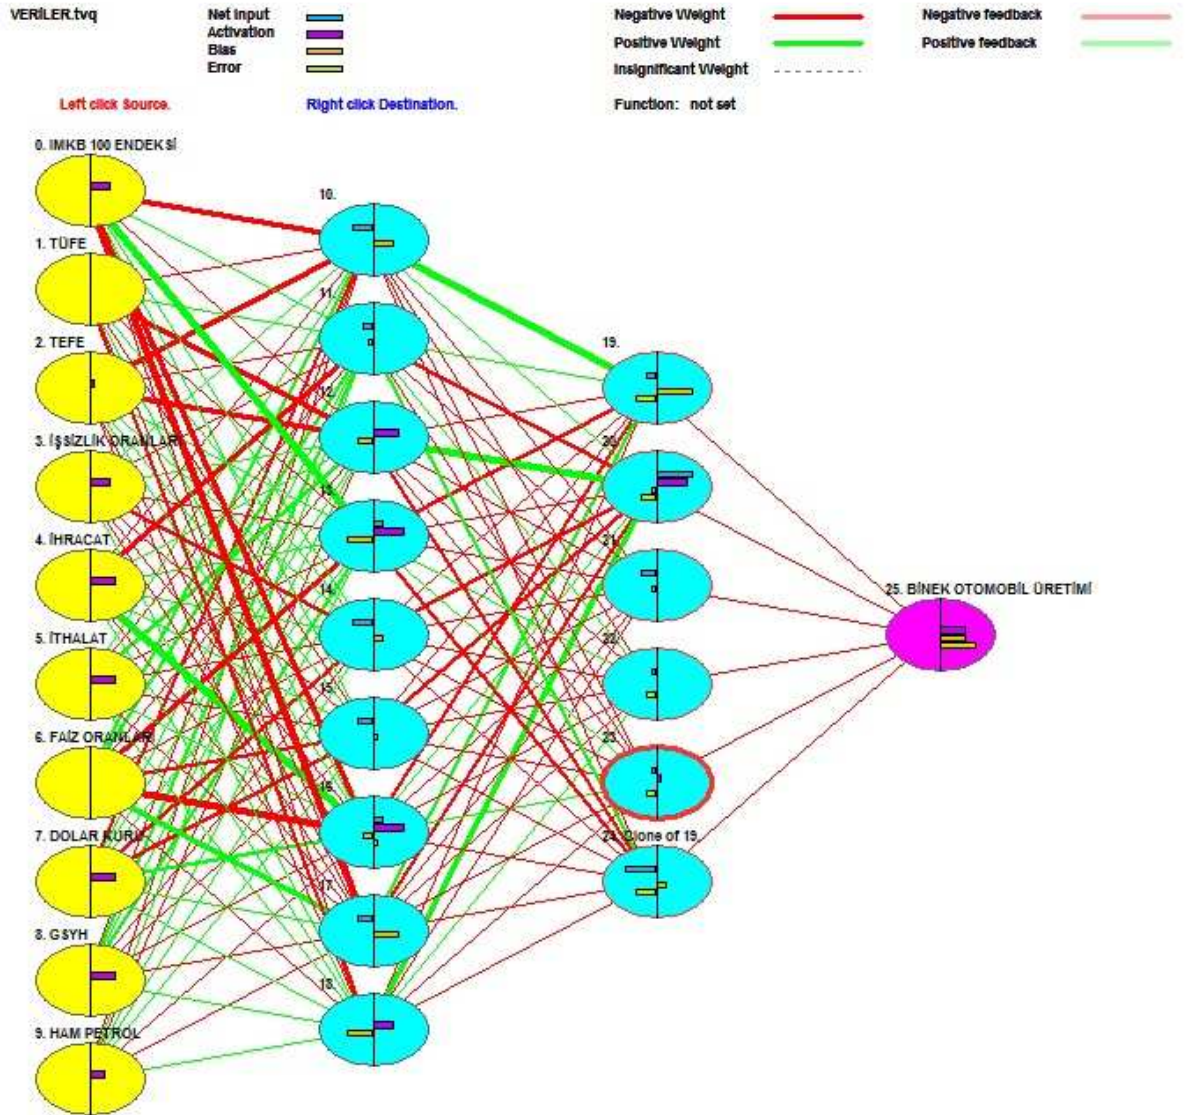 VERİLER.tvq
Net Input
Activation
Bias
Error
Negative Weight
Positive Weight
Insignificant Weight
Negative feedback
Positive feedback
Left click Source.
Right click Destination.
Function: not set
0. IMKB 100 ENDEKSİ
1. TÜFE
2. TEFE
3. İŞSİZLİK ORANLAR
4. İHRACAT
5. İTHALAT
6. FAİZ ORANLAR
7. DOLAR KURU
8. GSYH
9. HAM PETROL
10.
11.
12.
13.
14.
15.
16.
17.
18.
19.
20.
21.
22.
23.
24. Clone of 19.
25. BİNEK OTOMOBİL ÜRETİMİ